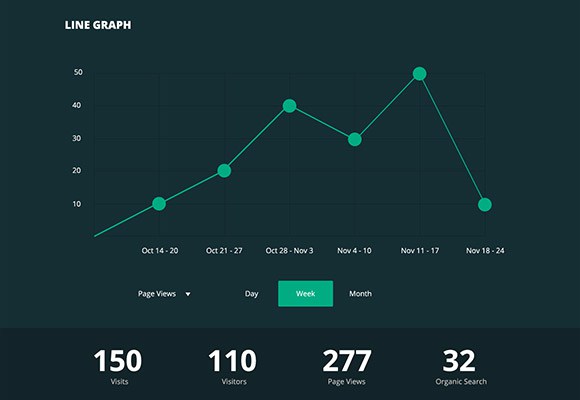 LINE GRAPH
50
40
30
20
10
Oct 14 - 20 Oct 21 - 27 Oct 28 - Nov 3 Nov 4 - 10 Nov 11 - 17 Nov 18 - 24
Page Views Day Week Month
150 110 277 32
Visits Visitors Page Views Organic Search